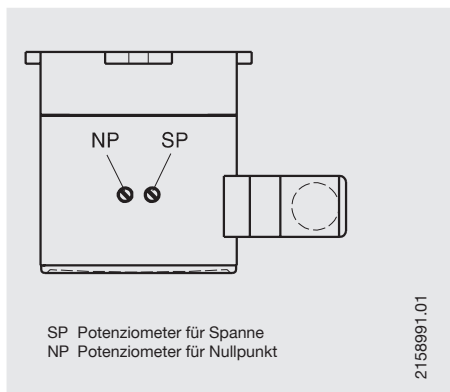 NP SP
SP Potenziometer für Spanne
NP Potenziometer für Nullpunkt
2158991.01